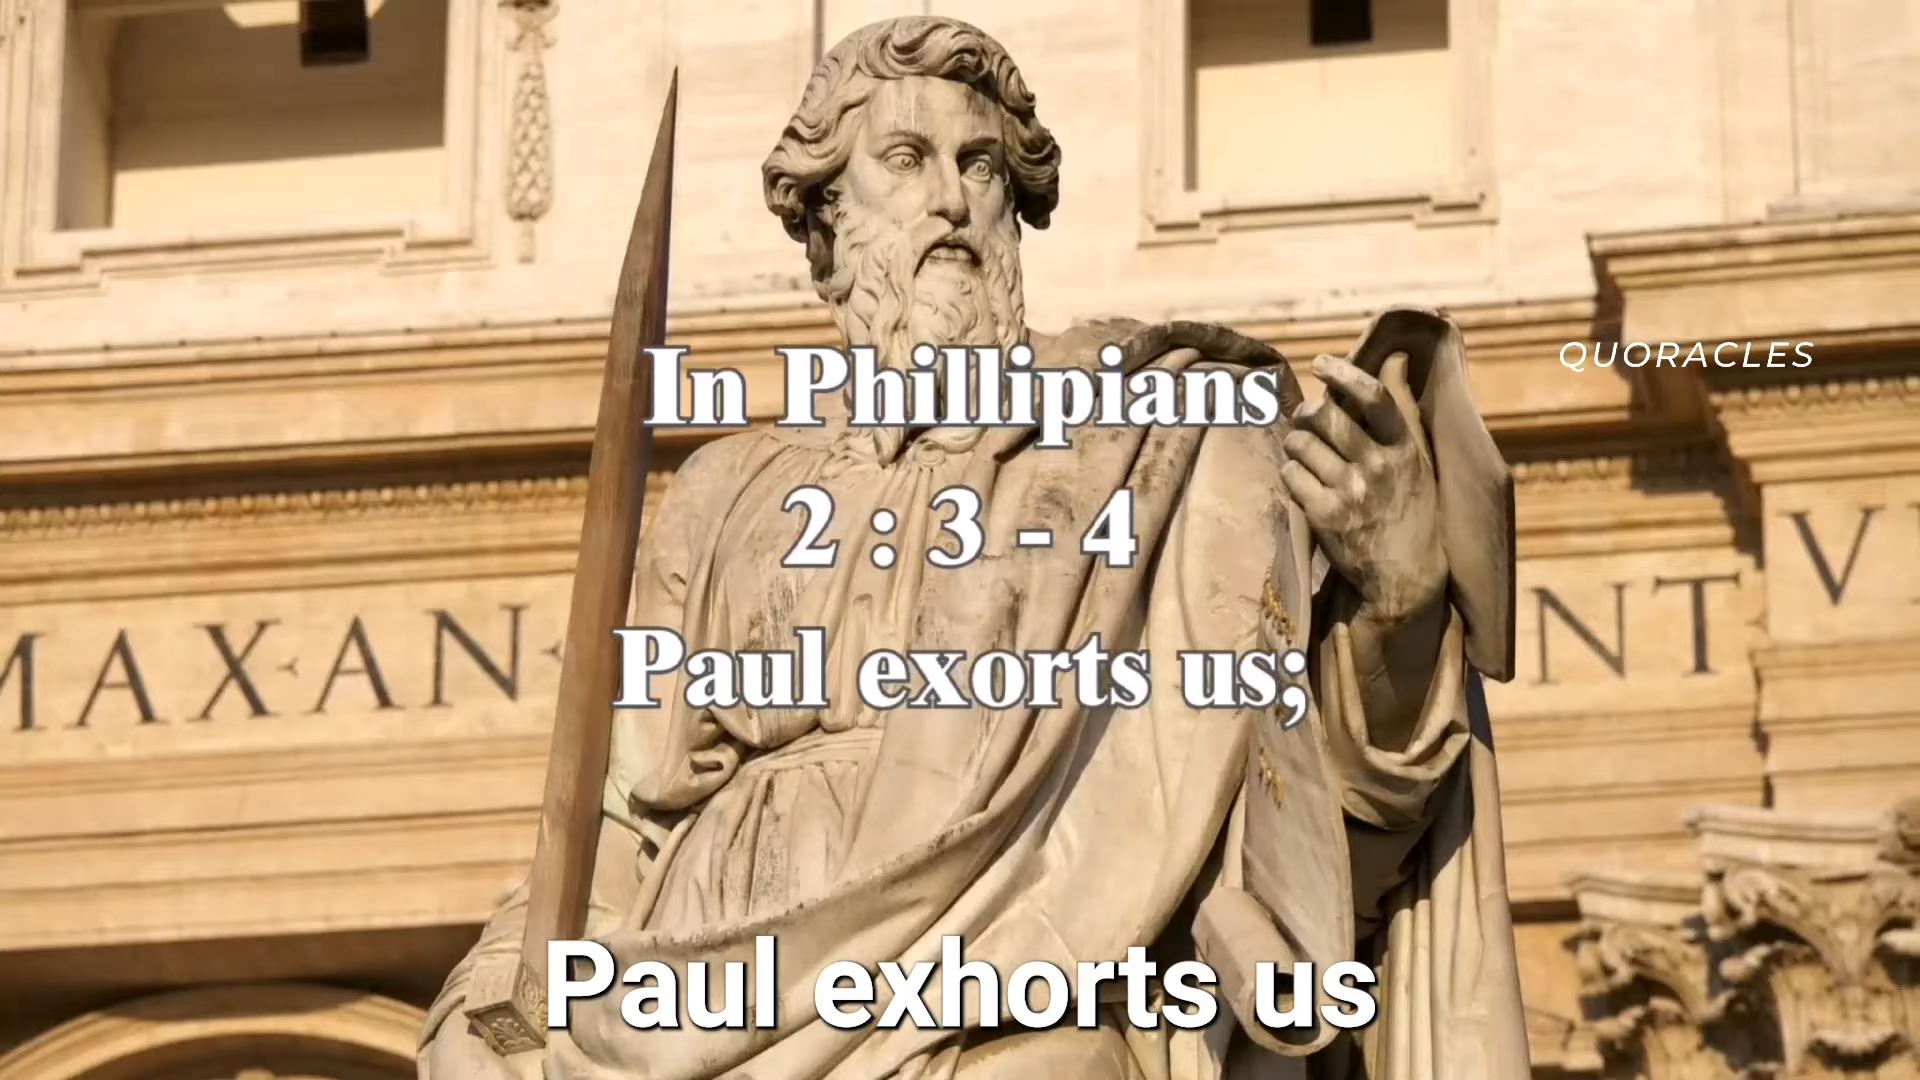 QUORACLES
In Phillipians
2 : 3 - 4
Paul exorts us;
MAX·AN·
NT
V
Paul exhorts us